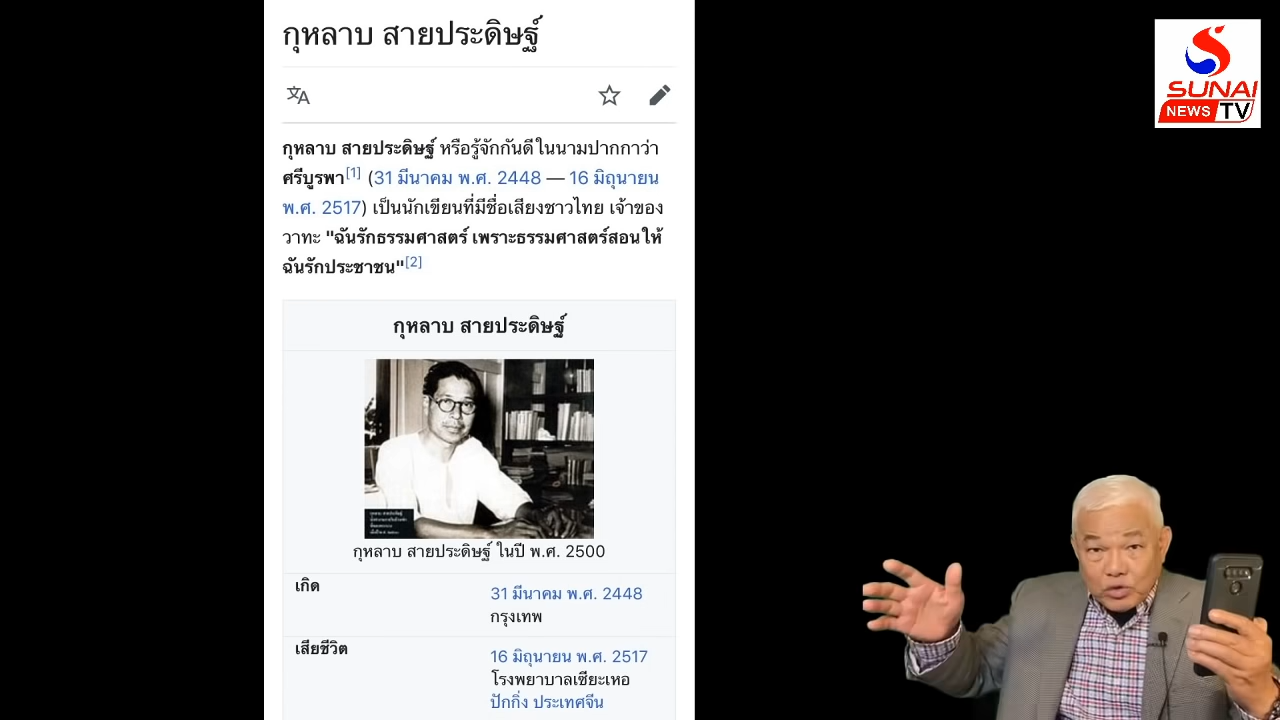 กุหลาบ สายประดิษฐ์
กุหลาบ สายประดิษฐ์ หรือรู้จักกันดีในนามปากกาว่า
ศรีบูรพา[1] (31 มีนาคม พ.ศ. 2448 — 16 มิถุนายน
พ.ศ. 2517) เป็นนักเขียนที่มีชื่อเสียงชาวไทย เจ้าของ
วาทะ "ฉันรักธรรมศาสตร์ เพราะธรรมศาสตร์สอนให้
ฉันรักประชาชน"[2]
กุหลาบ สายประดิษฐ์
กุหลาบ สายประดิษฐ์ ในปี พ.ศ. 2500
เกิด
31 มีนาคม พ.ศ. 2448
กรุงเทพ
เสียชีวิต
16 มิถุนายน พ.ศ. 2517
โรงพยาบาลเซียะเหอ
ปักกิ่ง ประเทศจีน
SUNAI
NEWS TV